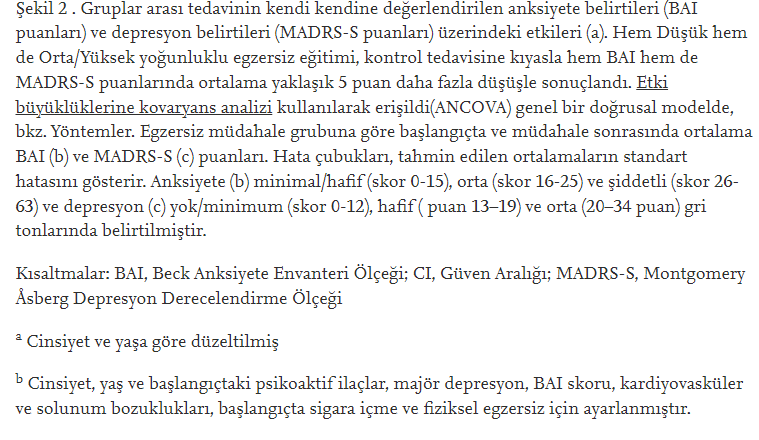 Şekil 2 . Gruplar arası tedavinin kendi kendine değerlendirilen anksiyete belirtileri (BAI
puanları) ve depresyon belirtileri (MADRS-S puanları) üzerindeki etkileri (a). Hem Düşük hem
de Orta/Yüksek yoğunluklu egzersiz eğitimi, kontrol tedavisine kıyasla hem BAI hem de
MADRS-S puanlarında ortalama yaklaşık 5 puan daha fazla düşüşle sonuçlandı. Etki
büyüklüklerine kovaryans analizi kullanılarak erişildi(ANCOVA) genel bir doğrusal modelde,
bkz. Yöntemler. Egzersiz müdahale grubuna göre başlangıçta ve müdahale sonrasında ortalama
BAI (b) ve MADRS-S (c) puanları. Hata çubukları, tahmin edilen ortalamaların standart
hatasını gösterir. Anksiyete (b) minimal/hafif (skor 0-15), orta (skor 16-25) ve şiddetli (skor 26-
63) ve depresyon (c) yok/minimum (skor 0-12), hafif ( puan 13–19) ve orta (20–34 puan) gri
tonlarında belirtilmiştir.
Kısaltmalar: BAI, Beck Anksiyete Envanteri Ölçeği; CI, Güven Aralığı; MADRS-S, Montgomery
Åsberg Depresyon Derecelendirme Ölçeği
a Cinsiyet ve yaşa göre düzeltilmiş
b Cinsiyet, yaş ve başlangıçtaki psikoaktif ilaçlar, majör depresyon, BAI skoru, kardiyovasküler
ve solunum bozuklukları, başlangıçta sigara içme ve fiziksel egzersiz için ayarlanmıştır.